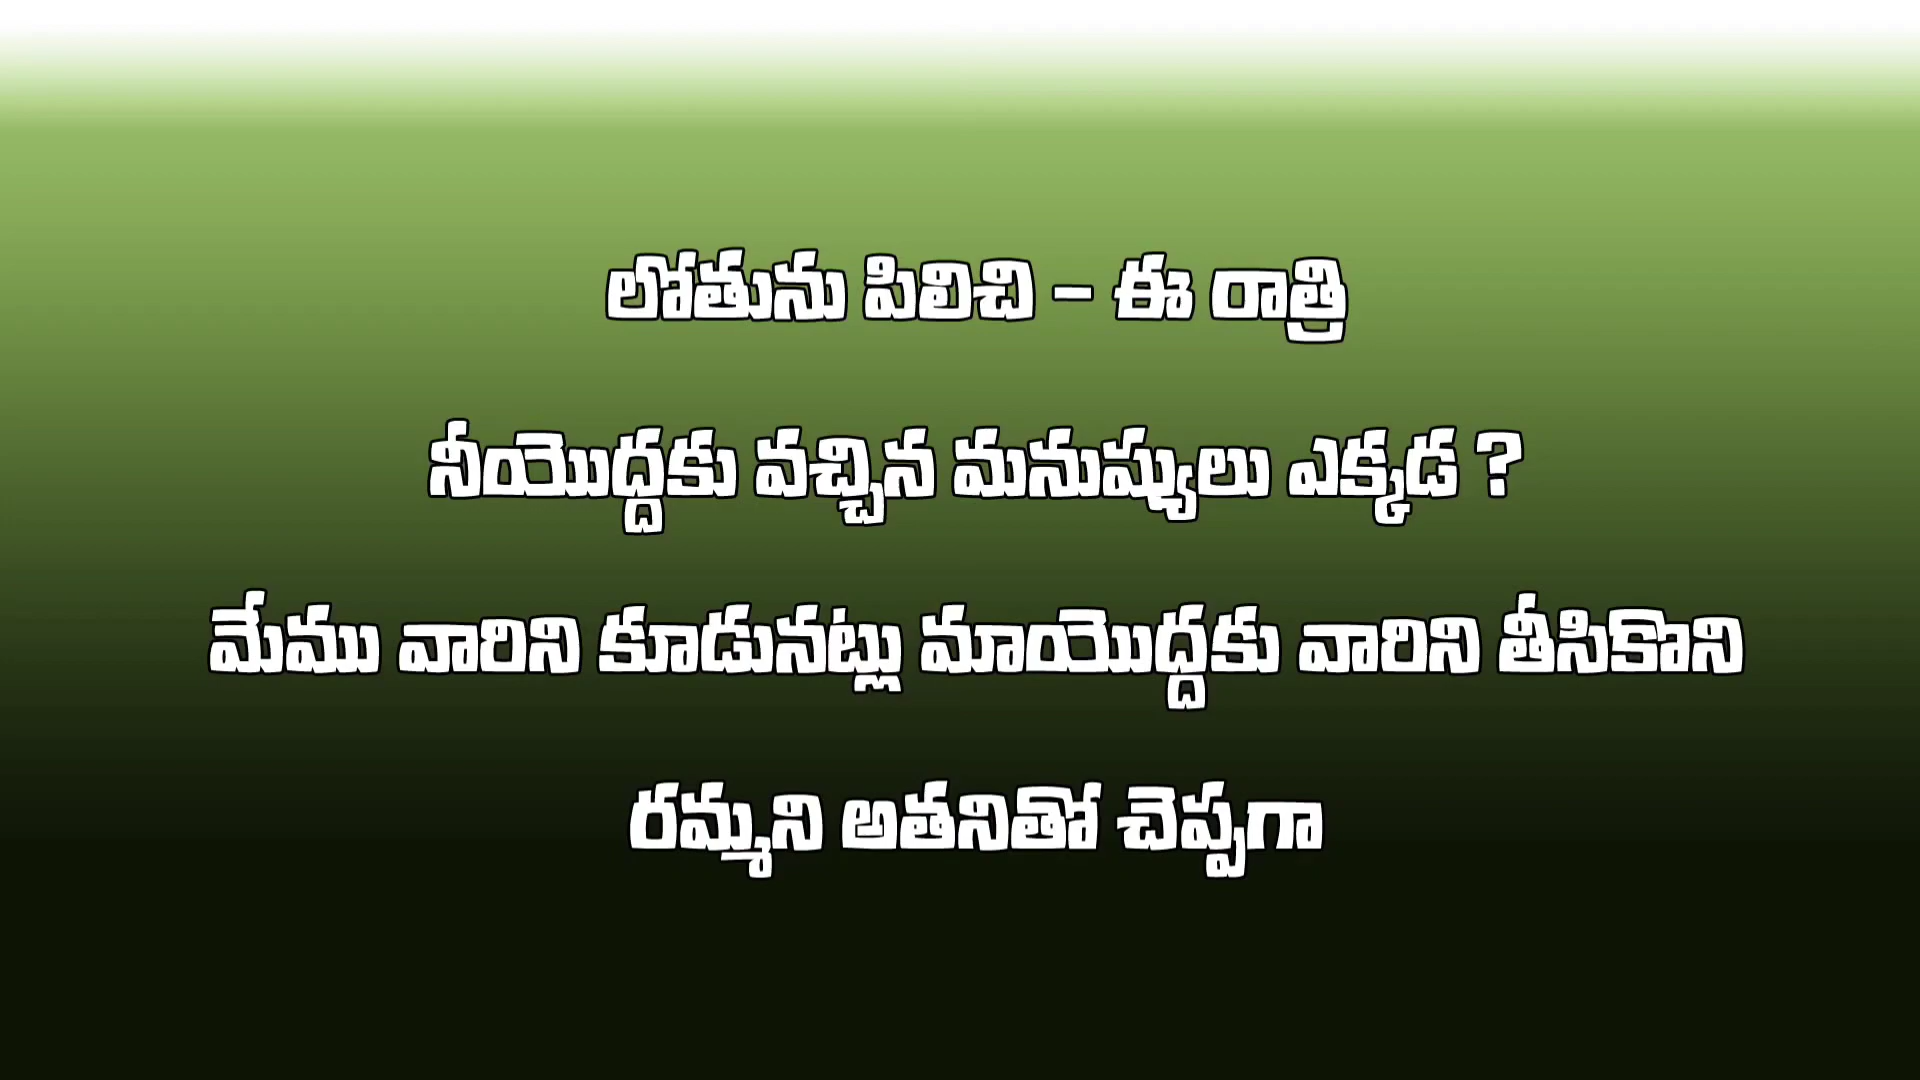 లోతును పిలిచి – ఈ రాత్రి
నీయొద్దకు వచ్చిన మనుష్యులు ఎక్కడ ?
మేము వారిని కూడునట్లు మాయొద్దకు వారిని తీసికొని
రమ్మని అతనితో చెప్పగా